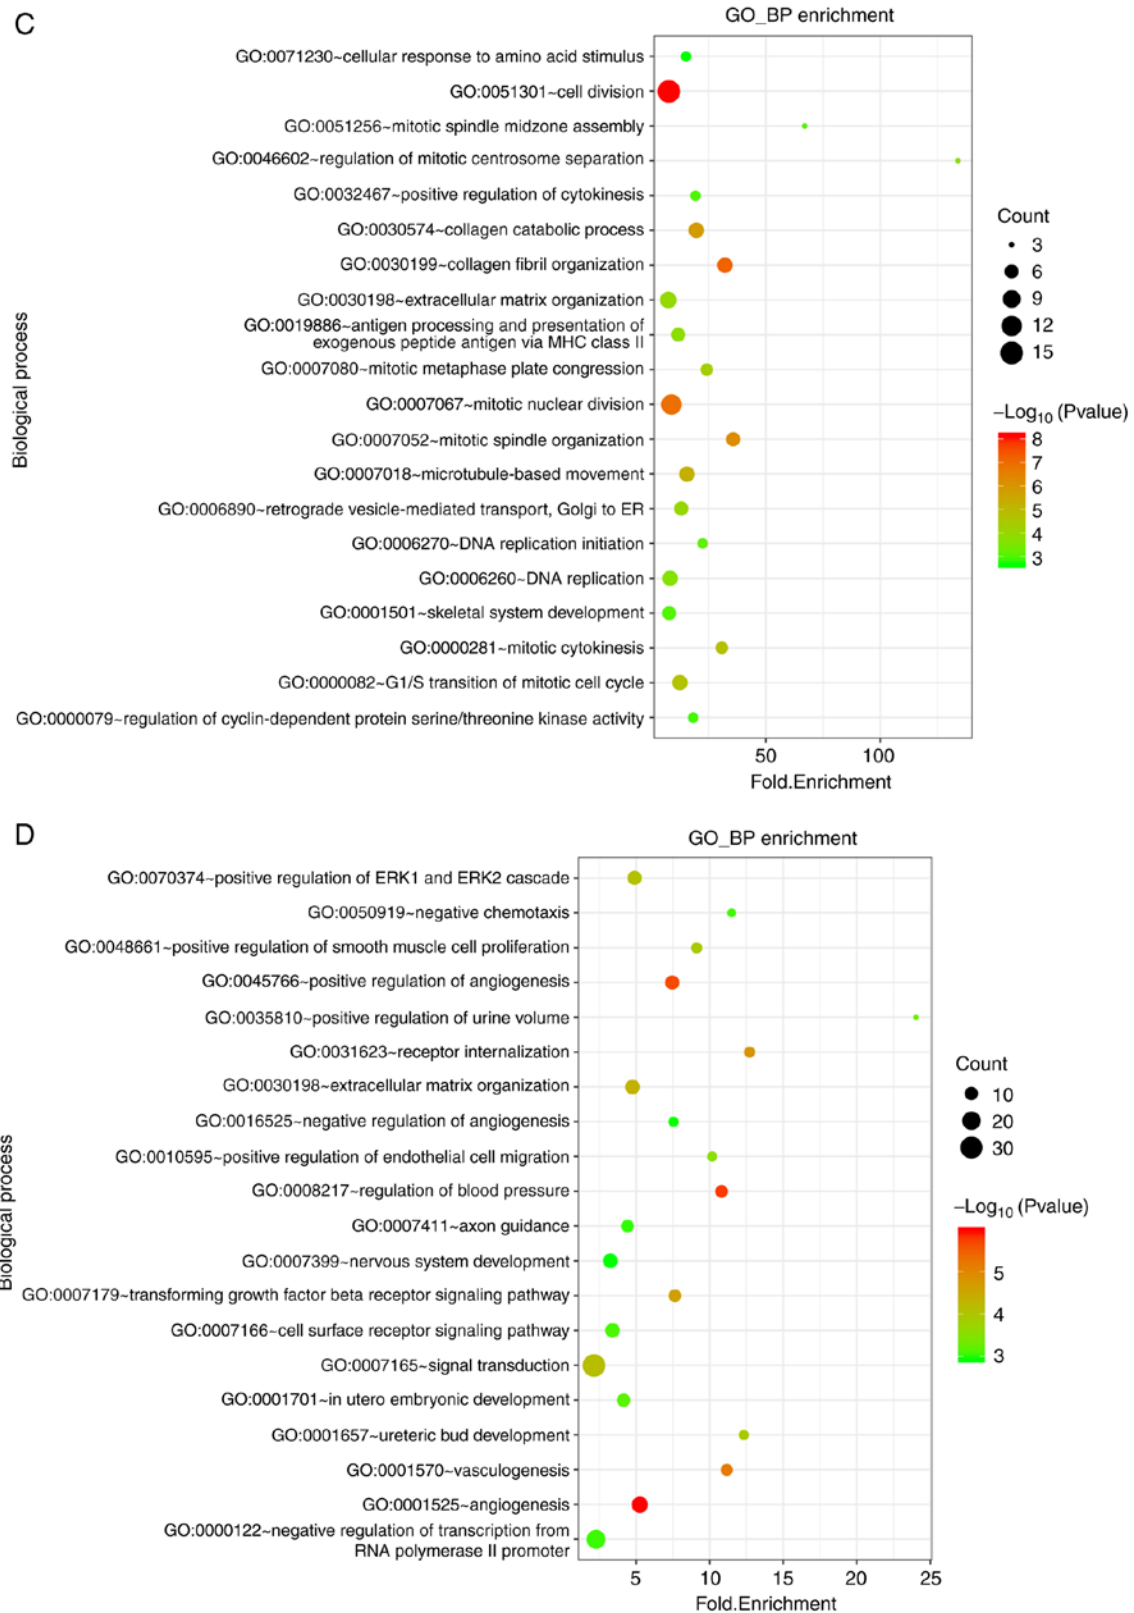 C
GO_BP enrichment
GO:0071230~cellular response to amino acid stimulus
GO:0051301~cell division
GO:0051256~mitotic spindle midzone assembly
GO:0046602~regulation of mitotic centrosome separation
GO:0032467~positive regulation of cytokinesis
GO:0030574~collagen catabolic process
GO:0030199~collagen fibril organization
GO:0030198~extracellular matrix organization
GO:0019886~antigen processing and presentation of
exogenous peptide antigen via MHC class II
GO:0007080~mitotic metaphase plate congression
GO:0007067~mitotic nuclear division
GO:0007052~mitotic spindle organization
GO:0007018~microtubule-based movement
GO:0006890~retrograde vesicle-mediated transport, Golgi to ER
GO:0006270~DNA replication initiation
GO:0006260~DNA replication
GO:0001501~skeletal system development
GO:0000281~mitotic cytokinesis
GO:0000082~G1/S transition of mitotic cell cycle
GO:0000079~regulation of cyclin-dependent protein serine/threonine kinase activity
Biological process
50 100
Fold.Enrichment
Count
3
6
9
12
15
−Log10 (Pvalue)
8
7
6
5
4
3
D
GO_BP enrichment
GO:0070374~positive regulation of ERK1 and ERK2 cascade
GO:0050919~negative chemotaxis
GO:0048661~positive regulation of smooth muscle cell proliferation
GO:0045766~positive regulation of angiogenesis
GO:0035810~positive regulation of urine volume
GO:0031623~receptor internalization
GO:0030198~extracellular matrix organization
GO:0016525~negative regulation of angiogenesis
GO:0010595~positive regulation of endothelial cell migration
GO:0008217~regulation of blood pressure
GO:0007411~axon guidance
GO:0007399~nervous system development
GO:0007179~transforming growth factor beta receptor signaling pathway
GO:0007166~cell surface receptor signaling pathway
GO:0007165~signal transduction
GO:0001701~in utero embryonic development
GO:0001657~ureteric bud development
GO:0001570~vasculogenesis
GO:0001525~angiogenesis
GO:0000122~negative regulation of transcription from
RNA polymerase II promoter
Biological process
5 10 15 20 25
Fold.Enrichment
Count
10
20
30
−Log10 (Pvalue)
5
4
3